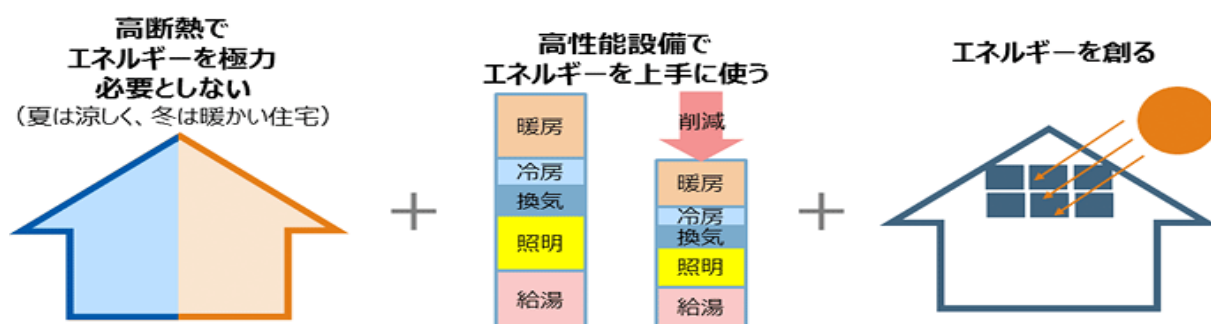 高断熱で
エネルギーを極力
必要としない
（夏は涼しく、冬は暖かい住宅）
高性能設備で
エネルギーを上手に使う
暖房
冷房
換気
照明
給湯
削減
暖房
冷房
換気
照明
給湯
エネルギーを創る